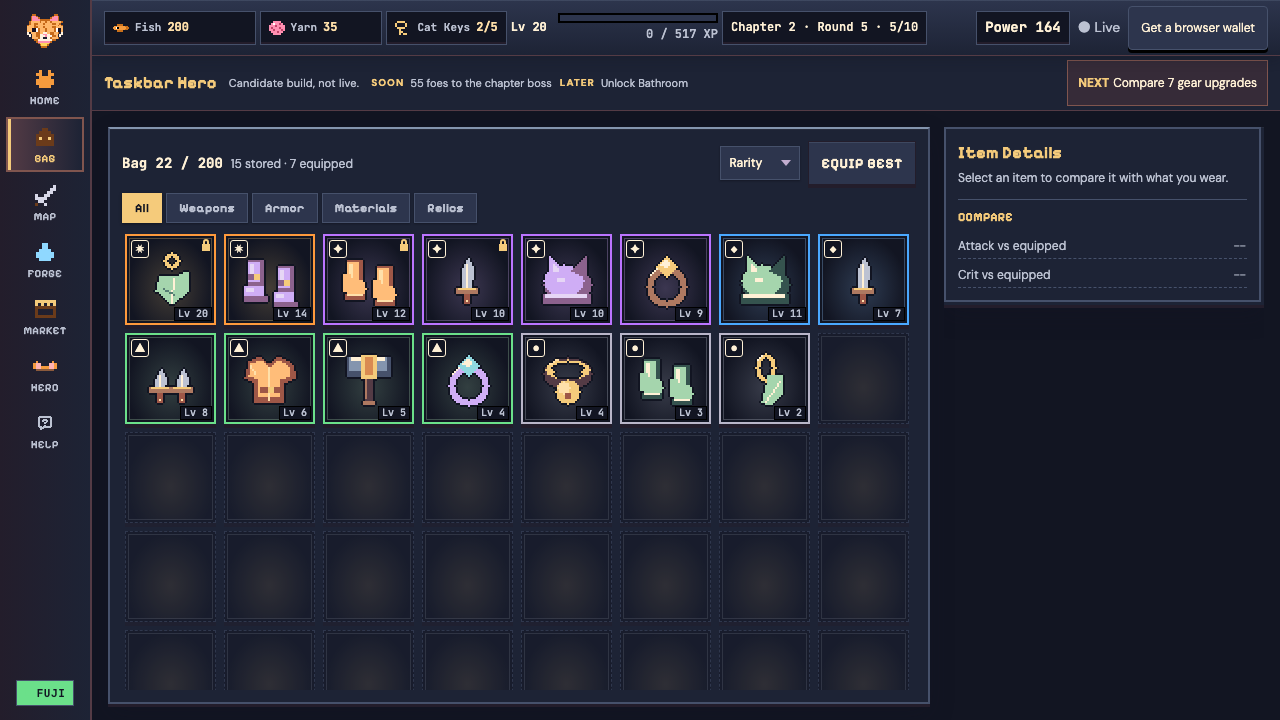 Fish 200
Yarn 35
Cat Keys 2/5
Lv 20
0 / 517 XP
Chapter 2 · Round 5 · 5/10
Power 164
Live
Get a browser wallet
HOME
BAG
MAP
FORGE
MARKET
HERO
HELP
FUJI
Taskbar Hero
Candidate build, not live.
SOON 55 foes to the chapter boss
LATER Unlock Bathroom
NEXT Compare 7 gear upgrades
Bag 22 / 200
15 stored · 7 equipped
Rarity
EQUIP BEST
All
Weapons
Armor
Materials
Relics
Lv 20
Lv 14
Lv 12
Lv 10
Lv 10
Lv 9
Lv 11
Lv 7
Lv 8
Lv 6
Lv 5
Lv 4
Lv 4
Lv 3
Lv 2
Item Details
Select an item to compare it with what you wear.
COMPARE
Attack vs equipped --
Crit vs equipped --